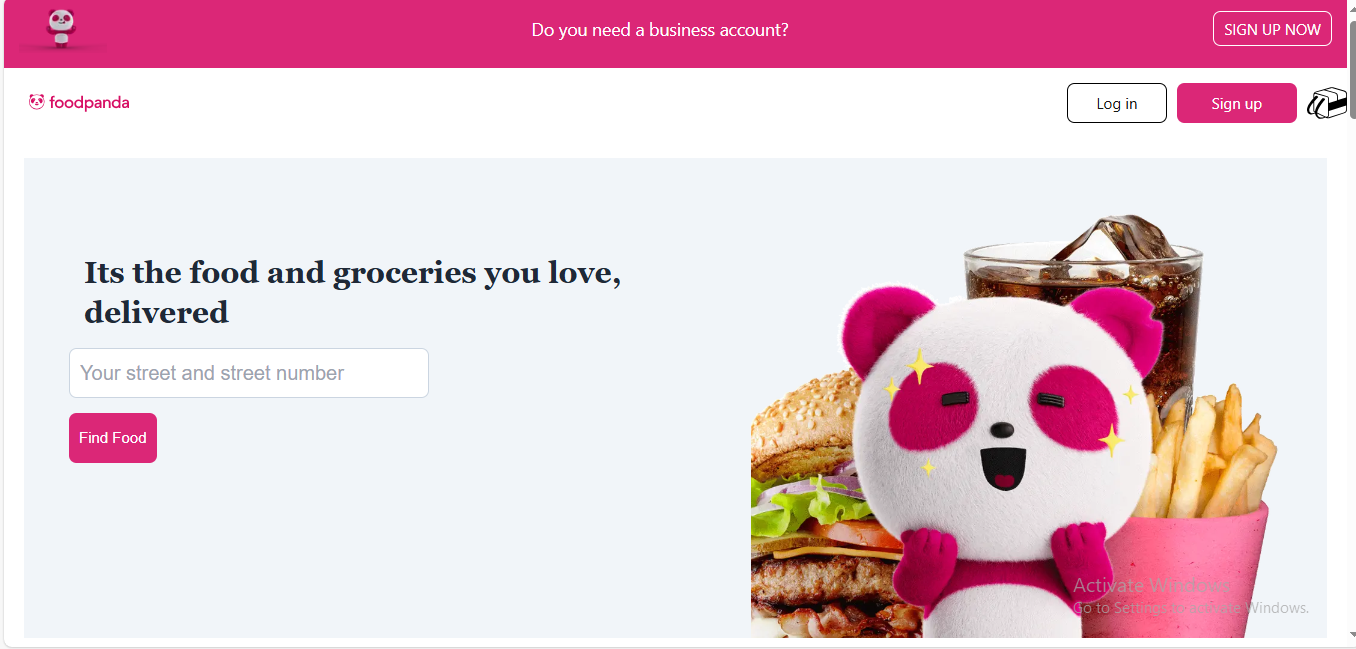 Do you need a business account?
SIGN UP NOW
foodpanda
Log in
Sign up
Its the food and groceries you love,
delivered
Your street and street number
Find Food
Activate Windows
Go to Settings to activate Windows.